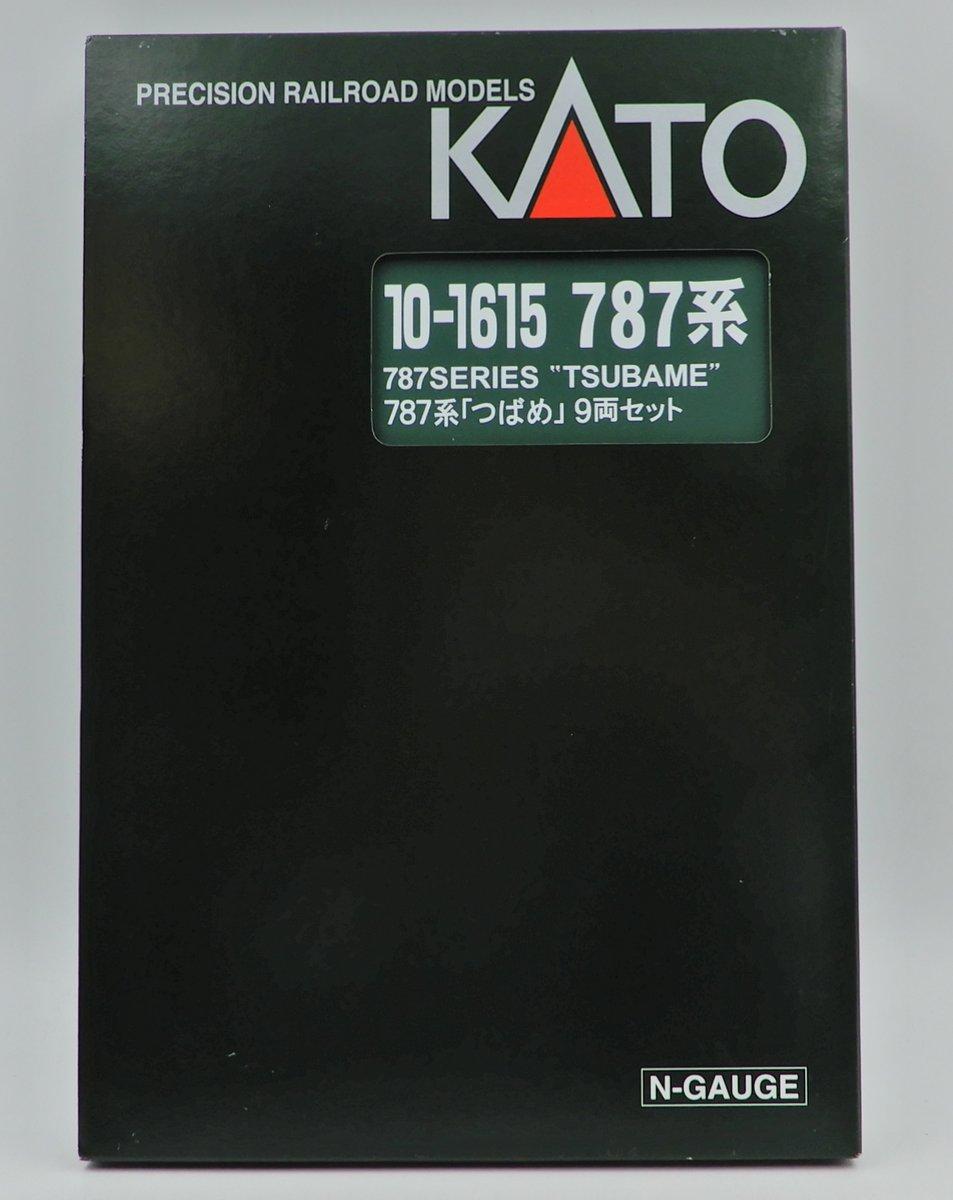 PRECISION RAILROAD MODELS
KATO
10-1615 787系
787SERIES "TSUBAME"
787系「つばめ」9両セット
N-GAUGE